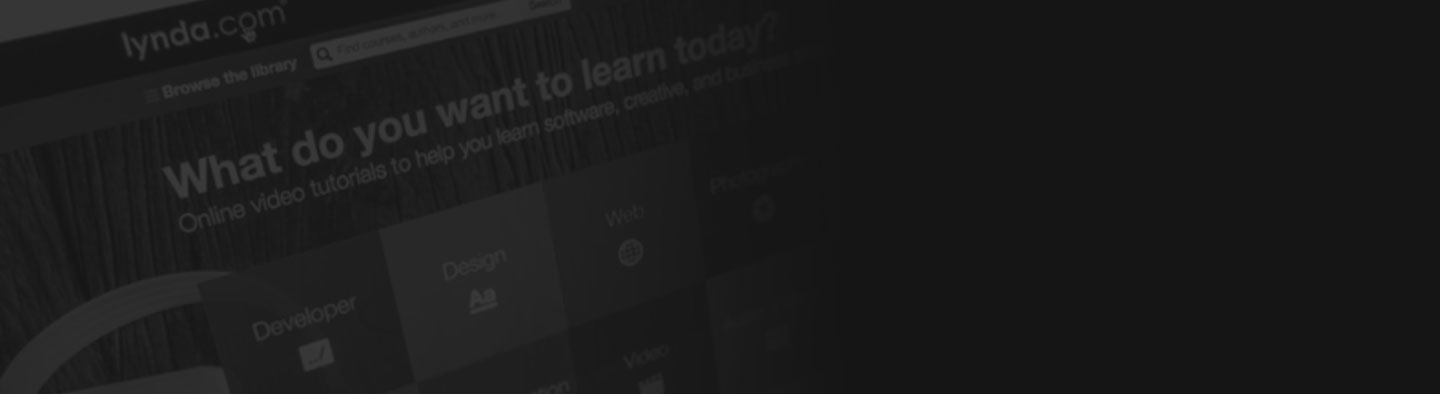 lynda.com
Find courses, authors, and more...
Search
Browse the library
What do you want to learn today?
Online video tutorials to help you learn software, creative, and business
Photography
Web
Design
Aa
Developer
Video